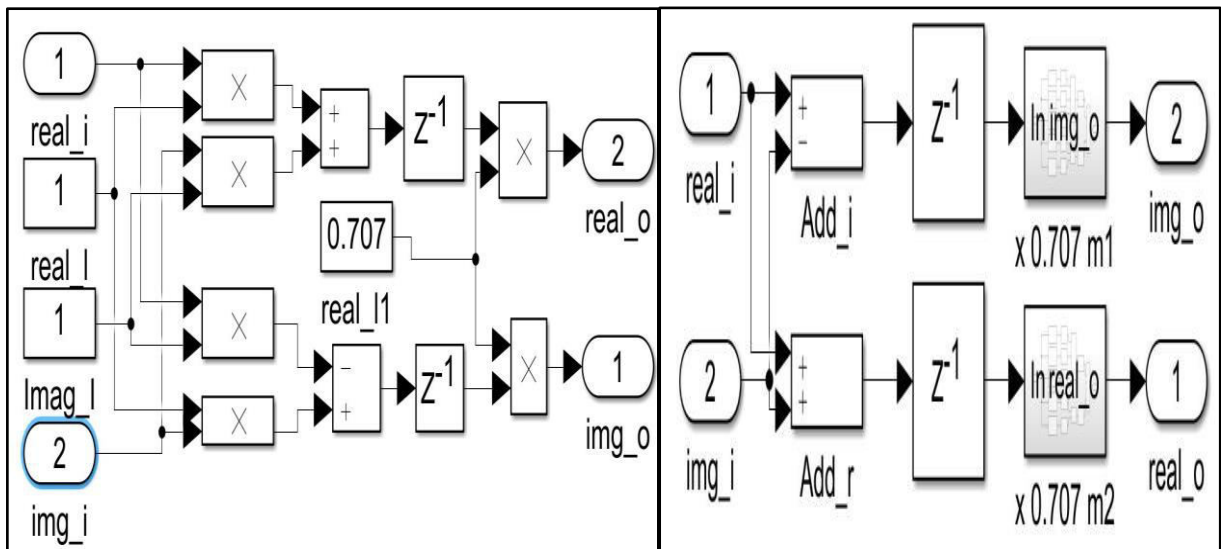 1
real_i
1
real_I
1
Imag_I
2
img_i
×
×
×
×
+
+
-
+
0.707
real_I1
Z-1
Z-1
×
×
2
real_o
1
img_o
1
real_i
2
img_i
+
-
Add_i
+
+
Add_r
Z-1
Z-1
In img_o
x 0.707 m1
In real_o
x 0.707 m2
2
img_o
1
real_o